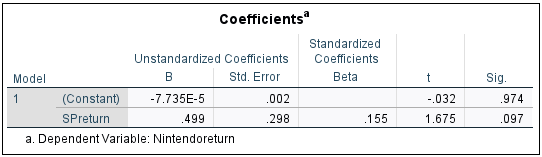 Coefficientsa
Unstandardized Coefficients Standardized Coefficients
Model B Std. Error Beta t Sig.
1 (Constant) -7.735E-5 .002 -.032 .974
SPreturn .499 .298 .155 1.675 .097
a. Dependent Variable: Nintendoreturn